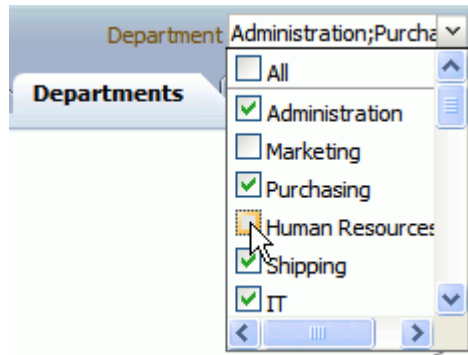 Department Administration;Purcha
All
Departments
Administration
Marketing
Purchasing
Human Resources
Shipping
IT